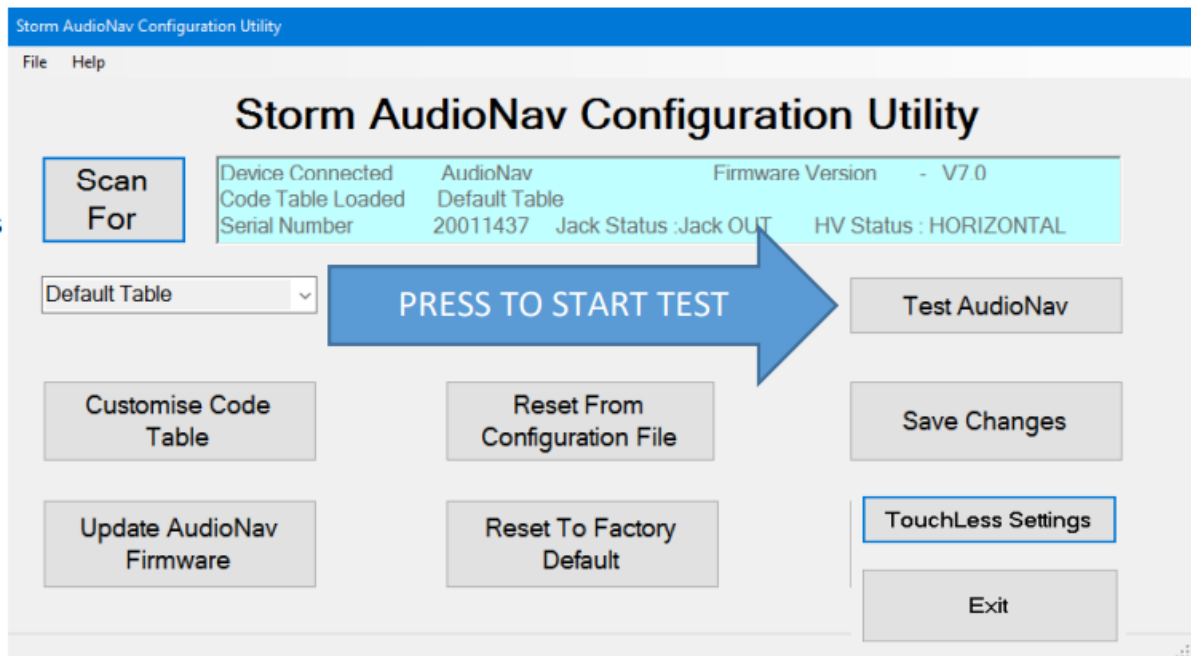 Storm AudioNav Configuration Utility
File Help
Storm AudioNav Configuration Utility
Scan
For
Device Connected AudioNav Firmware Version - V7.0
Code Table Loaded Default Table
Serial Number 20011437 Jack Status :Jack OUT HV Status : HORIZONTAL
Default Table
PRESS TO START TEST
Test AudioNav
Customise Code
Table
Reset From
Configuration File
Save Changes
Update AudioNav
Firmware
Reset To Factory
Default
TouchLess Settings
Exit